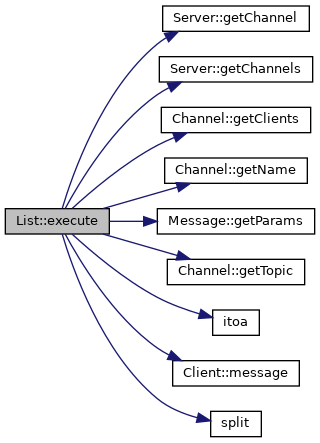 Server::getChannel
Server::getChannels
Channel::getClients
Channel::getName
List::execute
Message::getParams
Channel::getTopic
itoa
Client::message
split